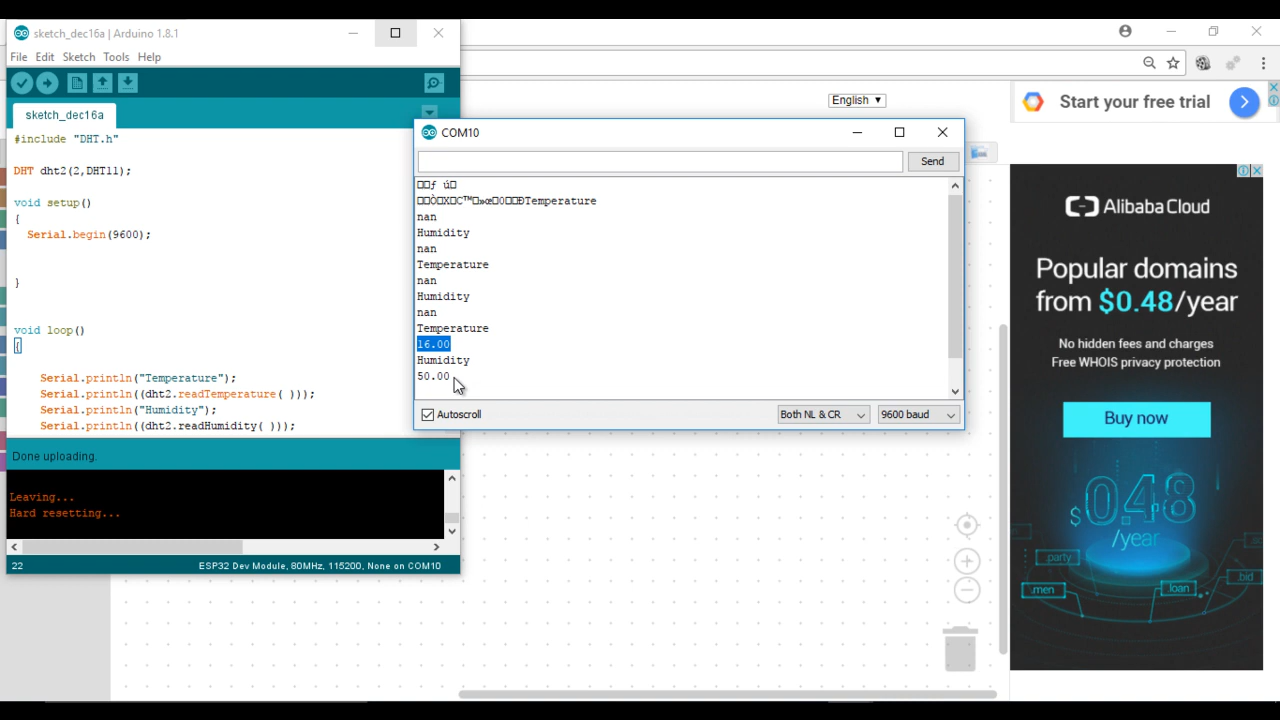 sketch_dec16a | Arduino 1.8.1
File Edit Sketch Tools Help
sketch_dec16a
#include "DHT.h"
DHT dht2(2,DHT11);
void setup()
{
Serial.begin(9600);
}
void loop()
{
Serial.println("Temperature");
Serial.println((dht2.readTemperature( )));
Serial.println("Humidity");
Serial.println((dht2.readHumidity( )));
Done uploading.
Leaving...
Hard resetting...
22
ESP32 Dev Module, 80MHz, 115200, None on COM10
English ▼
COM10
Send
□□ƒ ú□
Temperature
nan
Humidity
nan
Temperature
nan
Humidity
nan
Temperature
16.00
Humidity
50.00
Autoscroll
Both NL & CR
9600 baud
Start your free trial
Alibaba Cloud
Popular domains
from $0.48/year
No hidden fees and charges
Free WHOIS privacy protection
Buy now
$0.48
/year
.party
.men
.loan
.bid